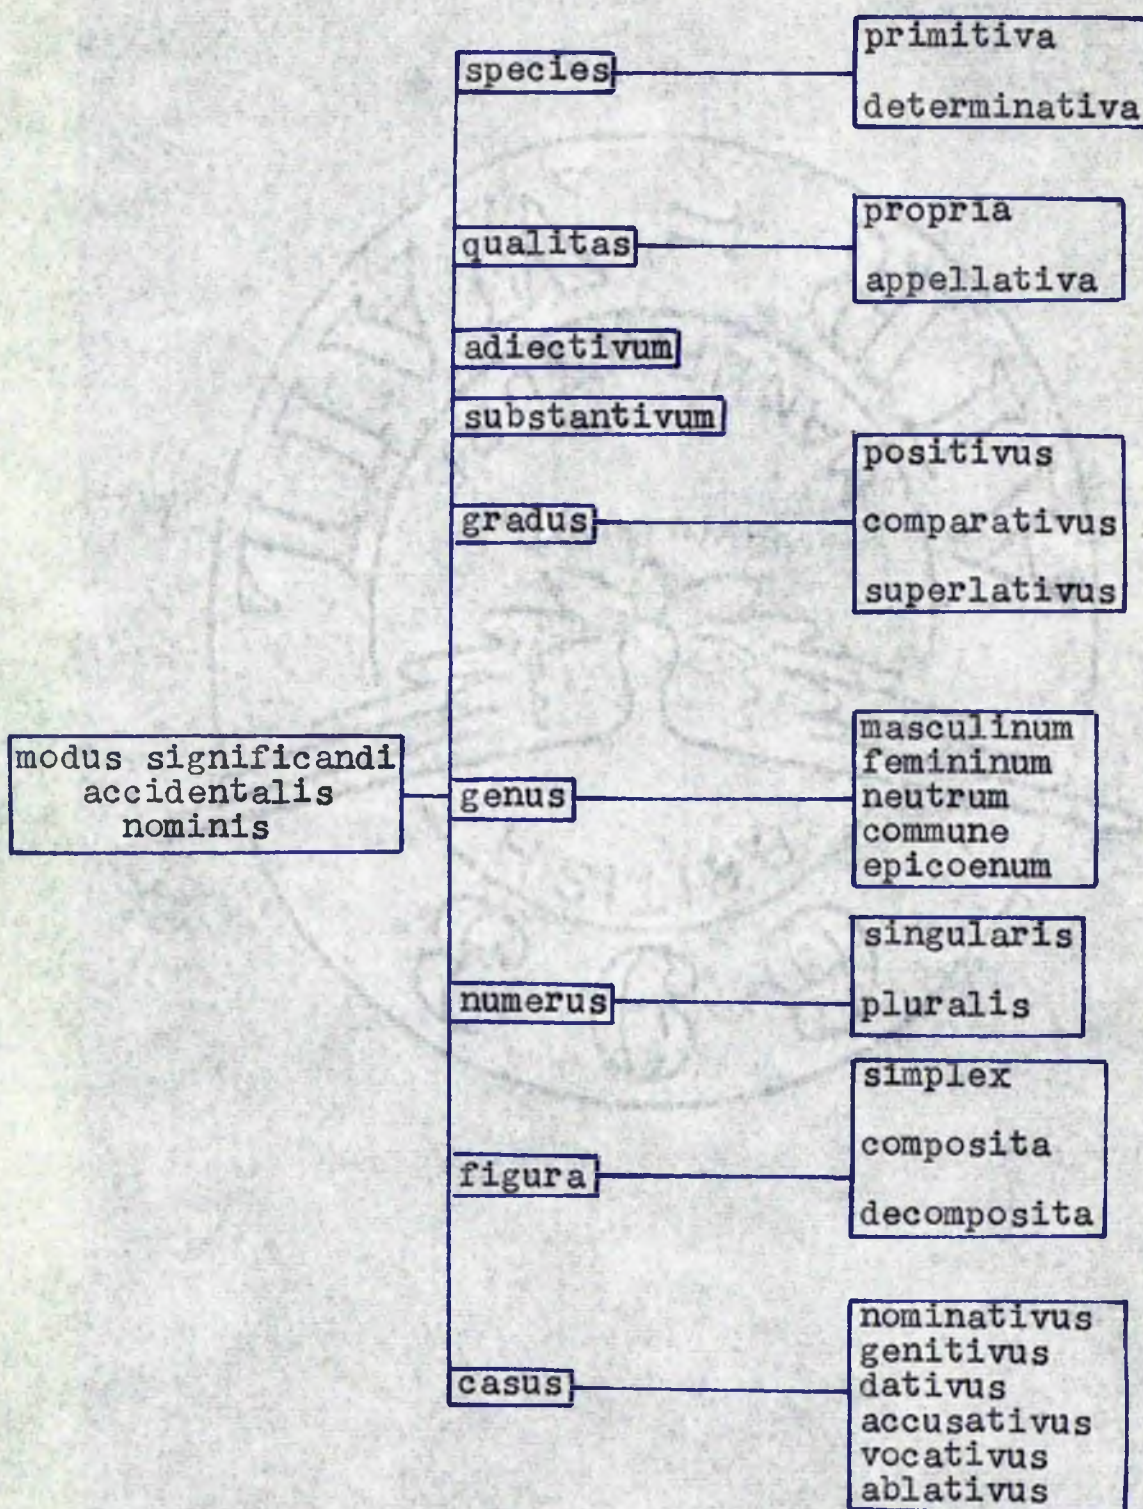 species
primitiva
determinativa
qualitas
propria
appellativa
adiectivum
substantivum
gradus
positivus
comparativus
superlativus
modus significandi
accidentalis
nominis
genus
masculinum
femininum
neutrum
commune
epicoenum
numerus
singularis
pluralis
figura
simplex
composita
decomposita
casus
nominativus
genitivus
dativus
accusativus
vocativus
ablativus